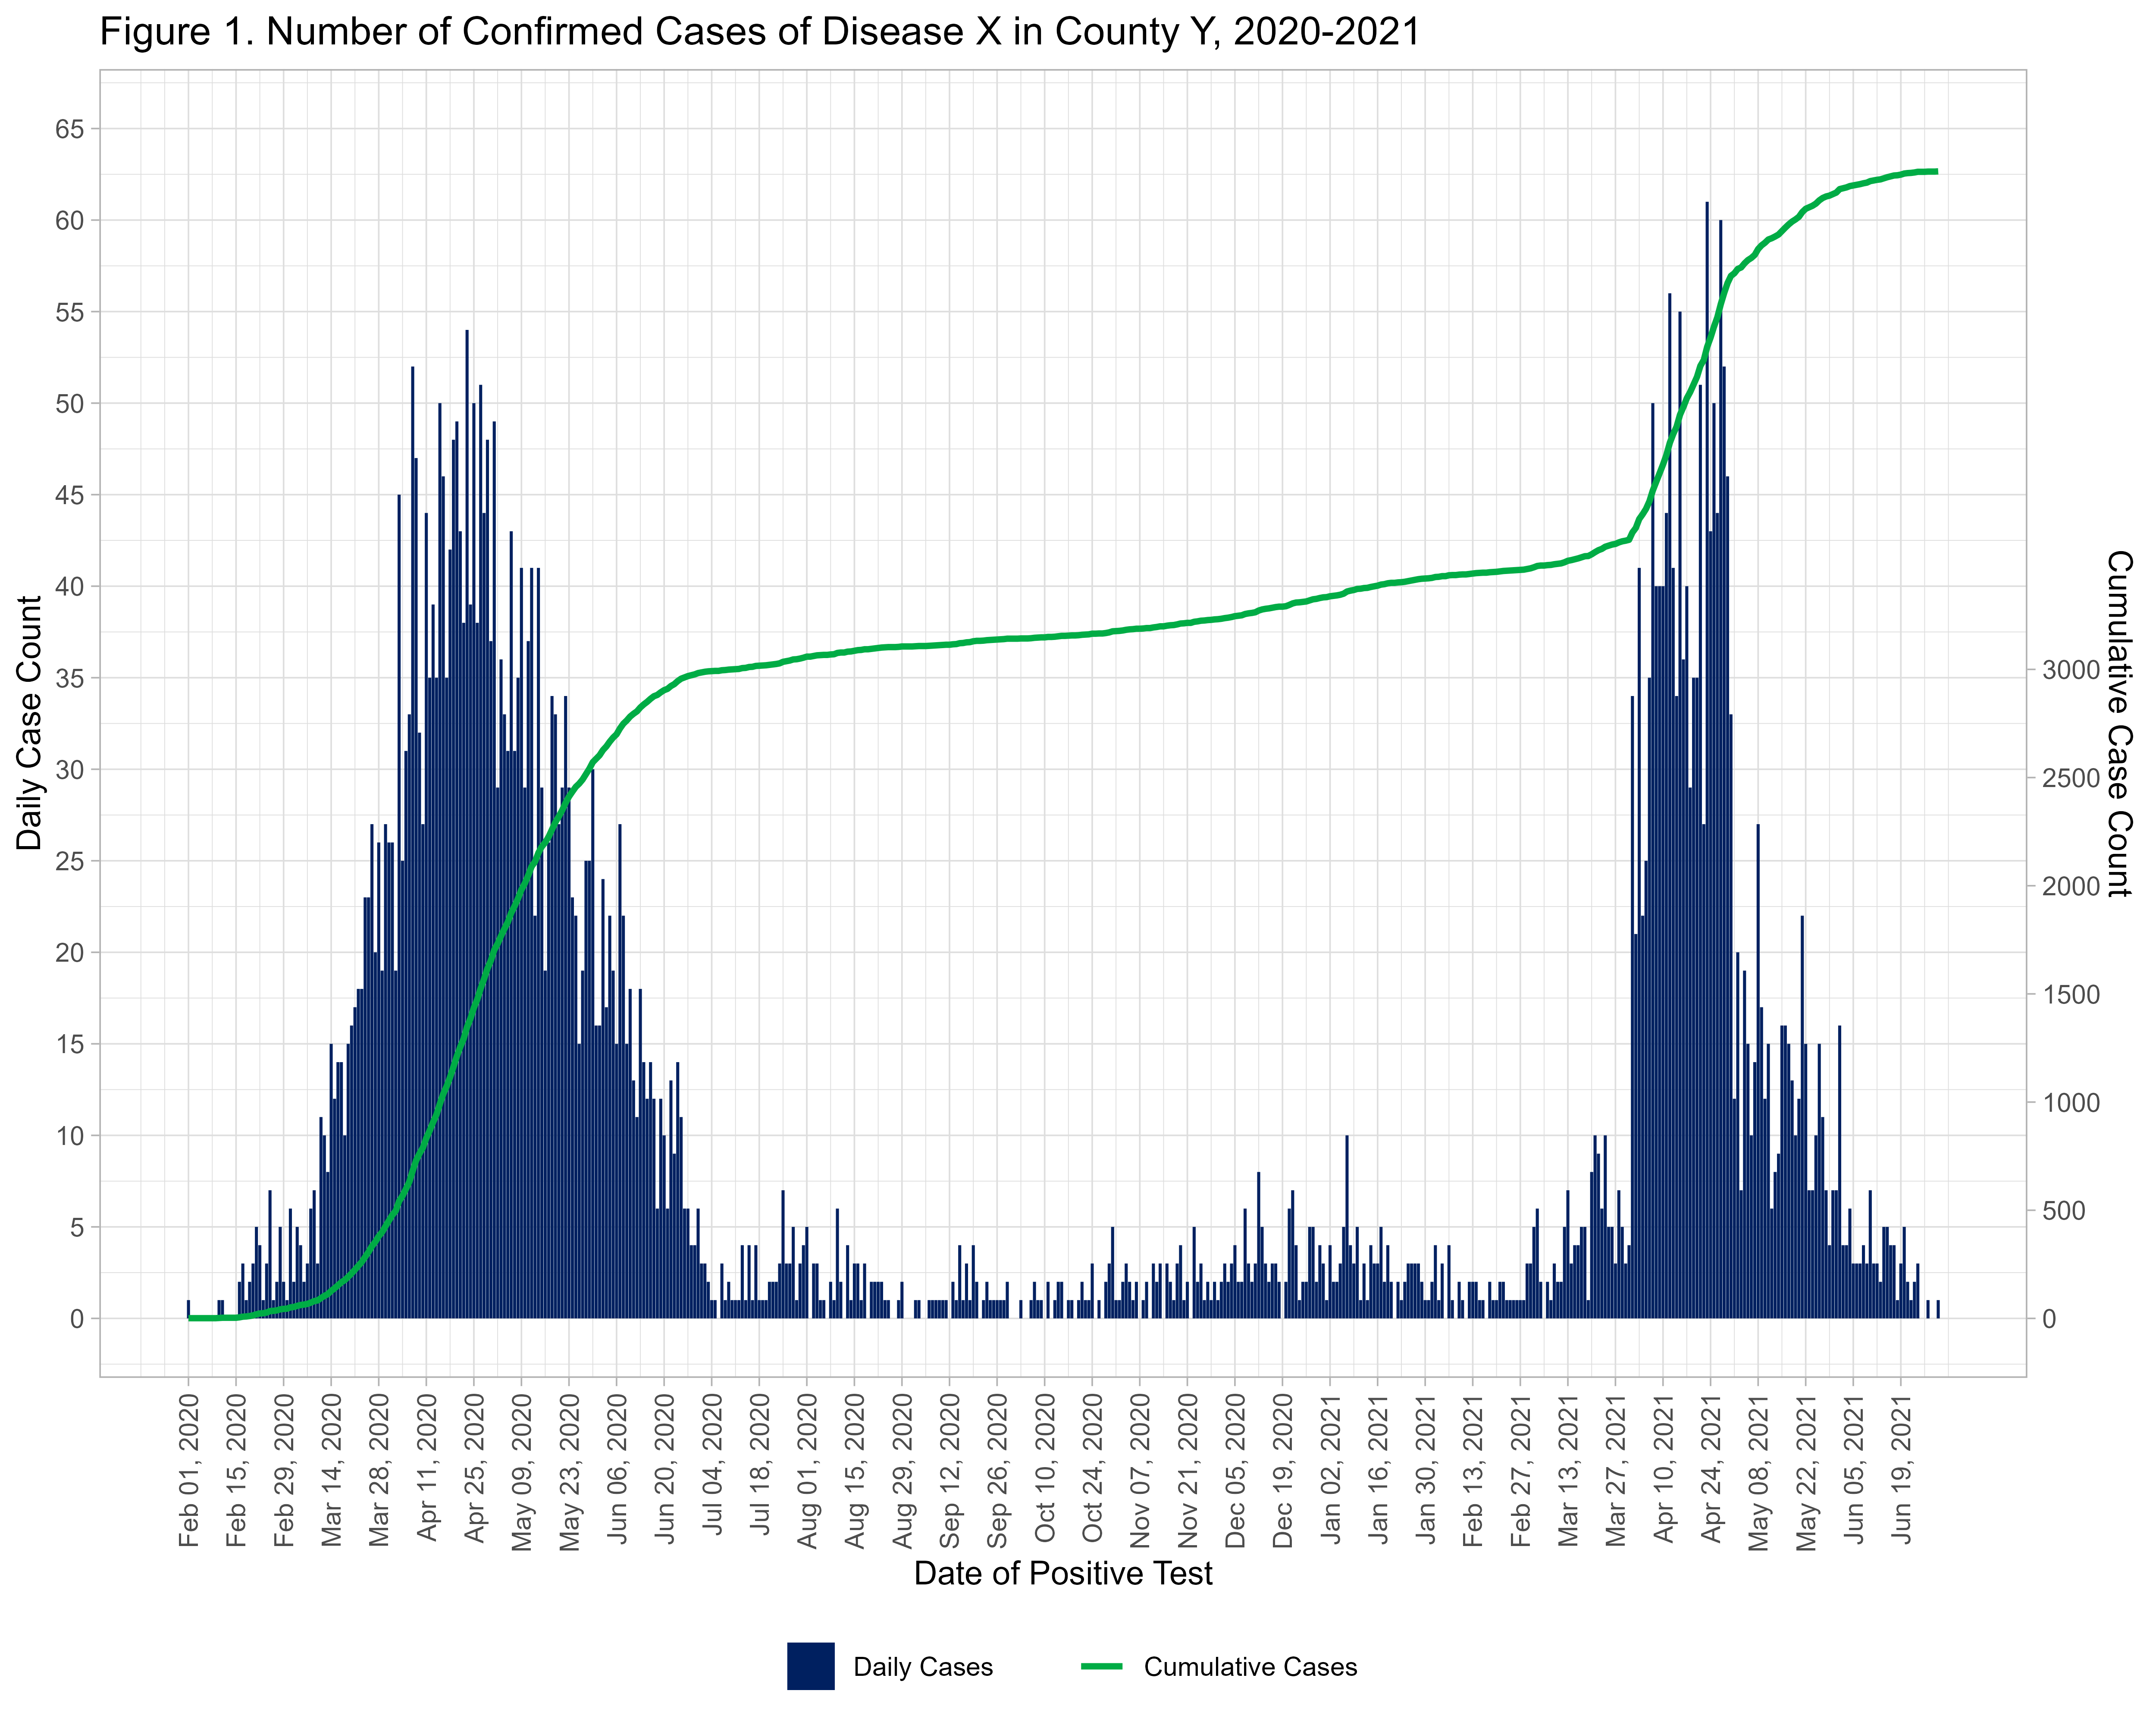 Figure 1. Number of Confirmed Cases of Disease X in County Y, 2020-2021
Daily Case Count
65
60
55
50
45
40
35
30
25
20
15
10
5
0
Cumulative Case Count
3000
2500
2000
1500
1000
500
0
Feb 01, 2020
Feb 15, 2020
Feb 29, 2020
Mar 14, 2020
Mar 28, 2020
Apr 11, 2020
Apr 25, 2020
May 09, 2020
May 23, 2020
Jun 06, 2020
Jun 20, 2020
Jul 04, 2020
Jul 18, 2020
Aug 01, 2020
Aug 15, 2020
Aug 29, 2020
Sep 12, 2020
Sep 26, 2020
Oct 10, 2020
Oct 24, 2020
Nov 07, 2020
Nov 21, 2020
Dec 05, 2020
Dec 19, 2020
Jan 02, 2021
Jan 16, 2021
Jan 30, 2021
Feb 13, 2021
Feb 27, 2021
Mar 13, 2021
Mar 27, 2021
Apr 10, 2021
Apr 24, 2021
May 08, 2021
May 22, 2021
Jun 05, 2021
Jun 19, 2021
Date of Positive Test
Daily Cases
Cumulative Cases